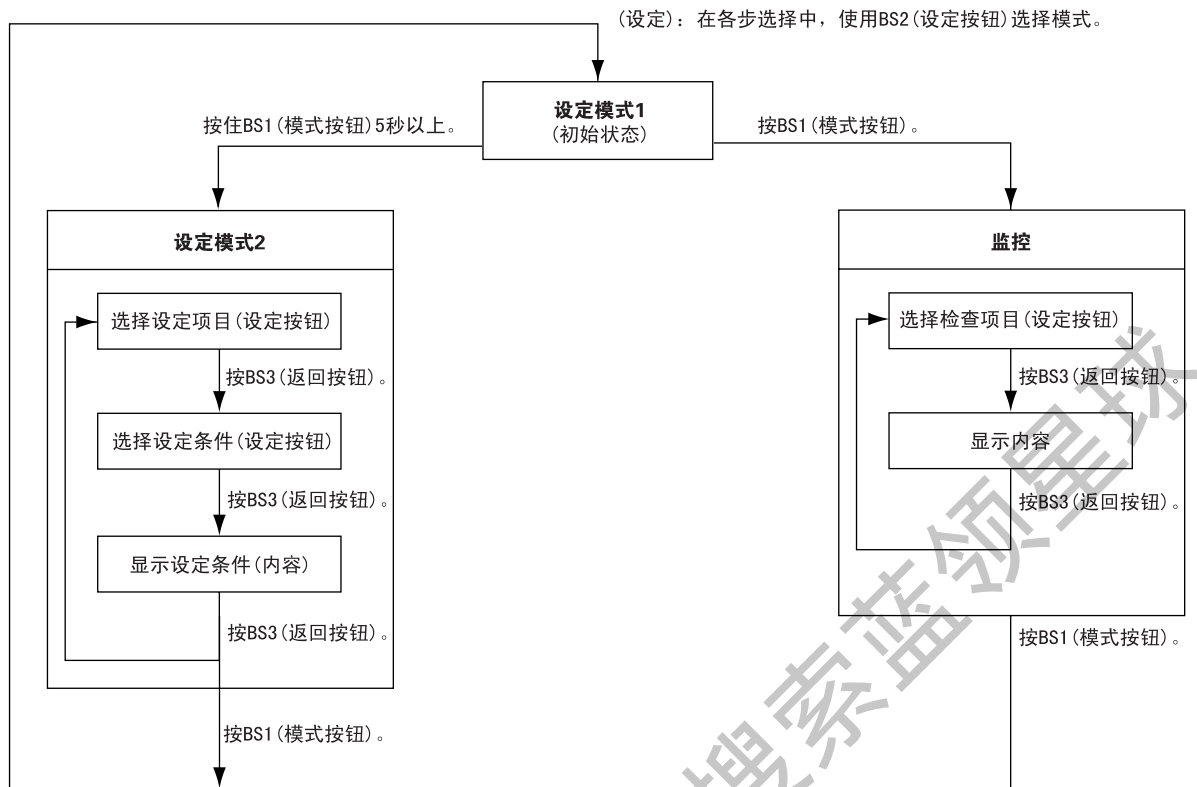 (设定)：在各步选择中，使用BS2(设定按钮)选择模式。
设定模式1
(初始状态)
按住BS1(模式按钮)5秒以上。
按BS1(模式按钮)。
设定模式2
选择设定项目(设定按钮)
按BS3(返回按钮)。
选择设定条件(设定按钮)
按BS3(返回按钮)。
显示设定条件(内容)
按BS3(返回按钮)。
按BS1(模式按钮)。
监控
选择检查项目(设定按钮)
按BS3(返回按钮)。
显示内容
按BS3(返回按钮)。
按BS1(模式按钮)。
搜索蓝领星球